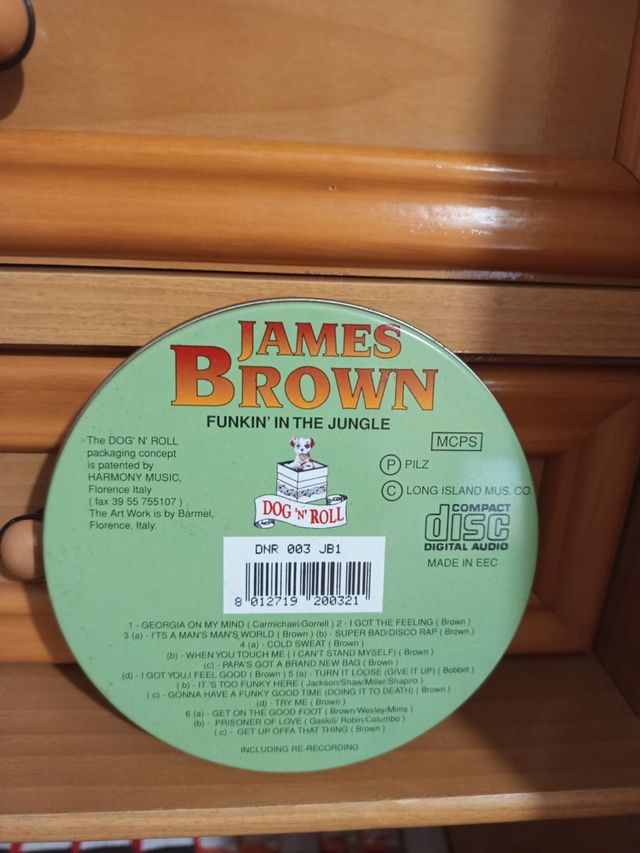 JAMES
BROWN
FUNKIN' IN THE JUNGLE
The DOG' N' ROLL
packaging concept
is patented by
HARMONY MUSIC,
Florence Italy
( fax 39 55 755107 )
The Art Work is by Barmel,
Florence, Italy.
DOG 'N' ROLL
MCPS
P PILZ
C LONG ISLAND MUS. CO
COMPACT
disc
DIGITAL AUDIO
MADE IN EEC
DNR 003 JB1
8 012719 200321
1 - GEORGIA ON MY MIND ( Carmichael/Gorrell ) 2 - I GOT THE FEELING ( Brown )
3 (a) - IT'S A MAN'S MAN'S WORLD ( Brown ) (b) - SUPER BAD/DISCO RAP ( Brown )
4 (a) - COLD SWEAT ( Brown )
(b) - WHEN YOU TOUCH ME ( I CAN'T STAND MYSELF) ( Brown )
(c) - PAPA'S GOT A BRAND NEW BAG ( Brown )
(d) - I GOT YOU,I FEEL GOOD ( Brown ) 5 (a) - TURN IT LOOSE (GIVE IT UP) ( Bobbitt )
( b) - IT 'S TOO FUNKY HERE ( Jackson/Shaw/Miller/Shapiro )
( c) - GONNA HAVE A FUNKY GOOD TIME (DOING IT TO DEATH) ( Brown )
(d) - TRY ME ( Brown )
6 (a) - GET ON THE GOOD FOOT ( Brown/Wesley/Mims )
(b) - PRISONER OF LOVE ( Gaskill/ Robin/Columbo )
( c) - GET UP OFFA THAT THING ( Brown )
INCLUDING RE-RECORDING